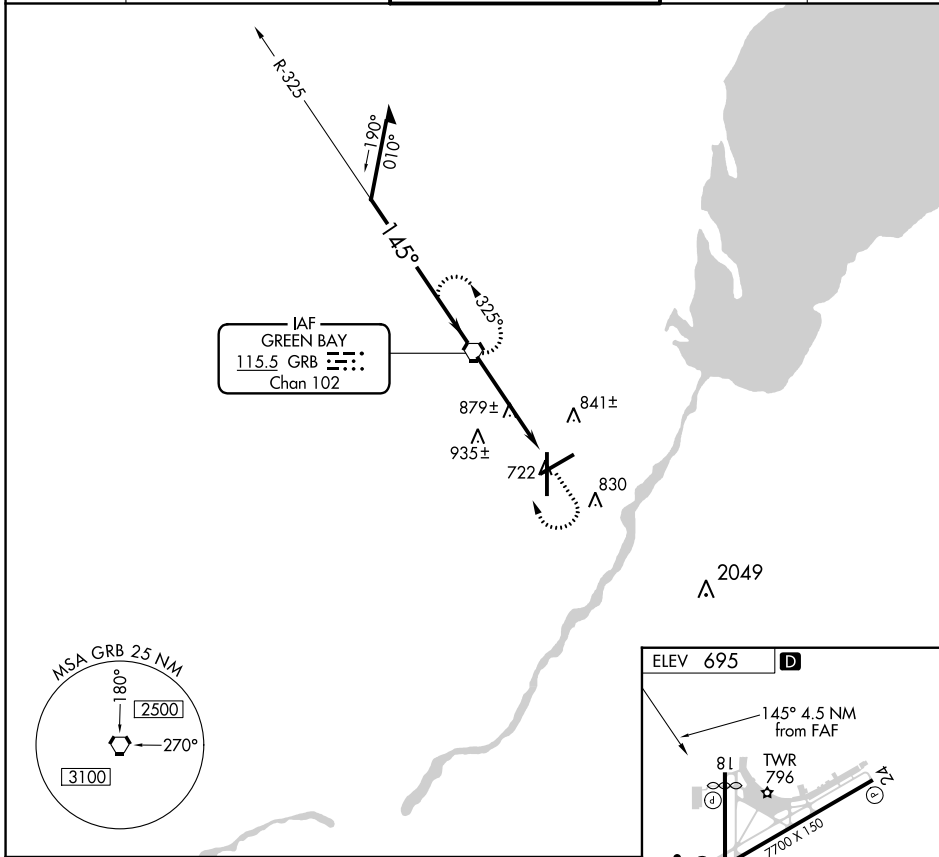 R-325
190°
010°
145°
325°
IAF
GREEN BAY
115.5 GRB
Chan 102
879±
841±
935±
722
830
2049
MSA GRB 25 NM
180°
2500
270°
3100
ELEV 695 D
145° 4.5 NM
from FAF
18
TWR
796
P
24
P
7700 X 150